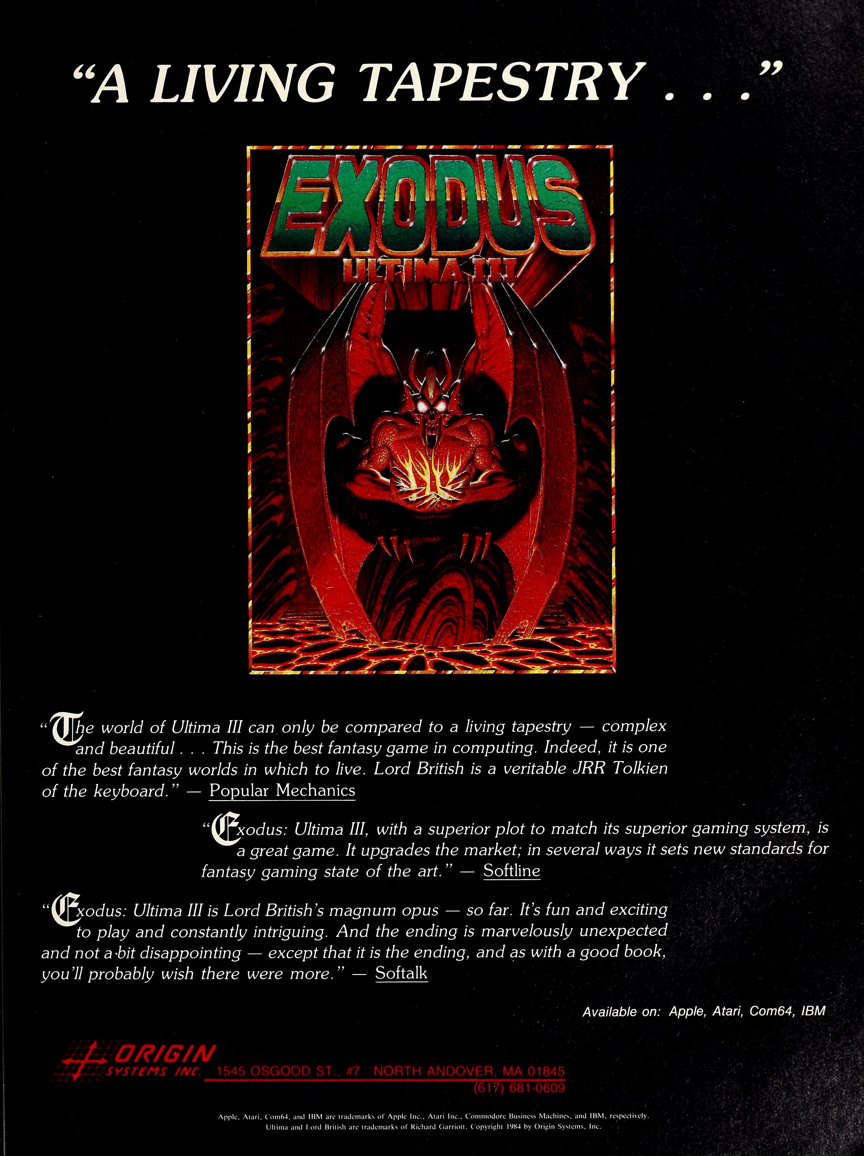 “A LIVING TAPESTRY . . .”
EXODUS
ULTIMA III
“The world of Ultima III can only be compared to a living tapestry — complex
and beautiful . . . This is the best fantasy game in computing. Indeed, it is one
of the best fantasy worlds in which to live. Lord British is a veritable JRR Tolkien
of the keyboard.” — Popular Mechanics
“Exodus: Ultima III, with a superior plot to match its superior gaming system, is
a great game. It upgrades the market; in several ways it sets new standards for
fantasy gaming state of the art.” — Softline
“Exodus: Ultima III is Lord British’s magnum opus — so far. It’s fun and exciting
to play and constantly intriguing. And the ending is marvelously unexpected
and not a bit disappointing — except that it is the ending, and as with a good book,
you’ll probably wish there were more.” — Softalk
Available on: Apple, Atari, Com64, IBM
ORIGIN
SYSTEMS INC. 1545 OSGOOD ST., #7 NORTH ANDOVER, MA 01845
(617) 681-0609
Apple, Atari, Com64, and IBM are trademarks of Apple Inc., Atari Inc., Commodore Business Machines, and IBM, respectively.
Ultima and Lord British are trademarks of Richard Garriott. Copyright 1984 by Origin Systems, Inc.